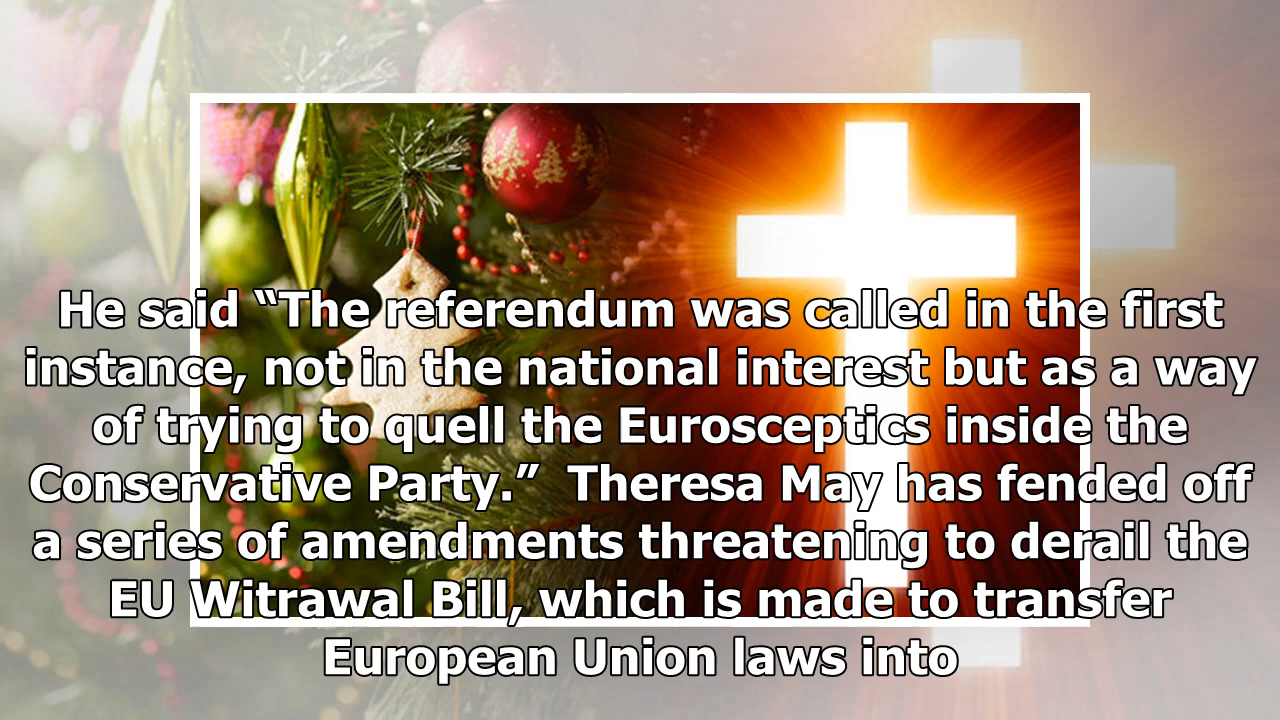 He said “The referendum was called in the first
instance, not in the national interest but as a way
of trying to quell the Eurosceptics inside the
Conservative Party.”  Theresa May has fended off
a series of amendments threatening to derail the
EU Witrawal Bill, which is made to transfer
European Union laws into